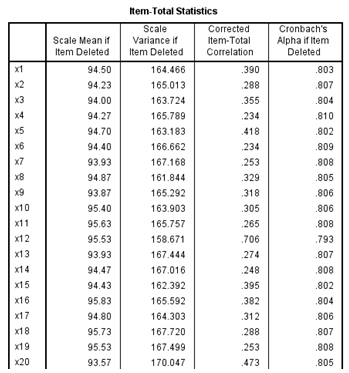 Item-Total Statistics
Scale Mean if Item Deleted | Scale Variance if Item Deleted | Corrected Item-Total Correlation | Cronbach's Alpha if Item Deleted
x1 94.50 164.466 .390 .803
x2 94.23 165.013 .288 .807
x3 94.00 163.724 .355 .804
x4 94.27 165.789 .234 .810
x5 94.70 163.183 .418 .802
x6 94.40 166.662 .234 .809
x7 93.93 167.168 .253 .808
x8 94.87 161.844 .329 .805
x9 93.87 165.292 .318 .806
x10 95.40 163.903 .305 .806
x11 95.63 165.757 .265 .808
x12 95.53 158.671 .706 .793
x13 93.93 167.444 .274 .807
x14 94.47 167.016 .248 .808
x15 94.43 162.392 .395 .802
x16 95.83 165.592 .382 .804
x17 94.80 164.303 .312 .806
x18 95.73 167.720 .288 .807
x19 95.53 167.499 .253 .808
x20 93.57 170.047 .473 .805